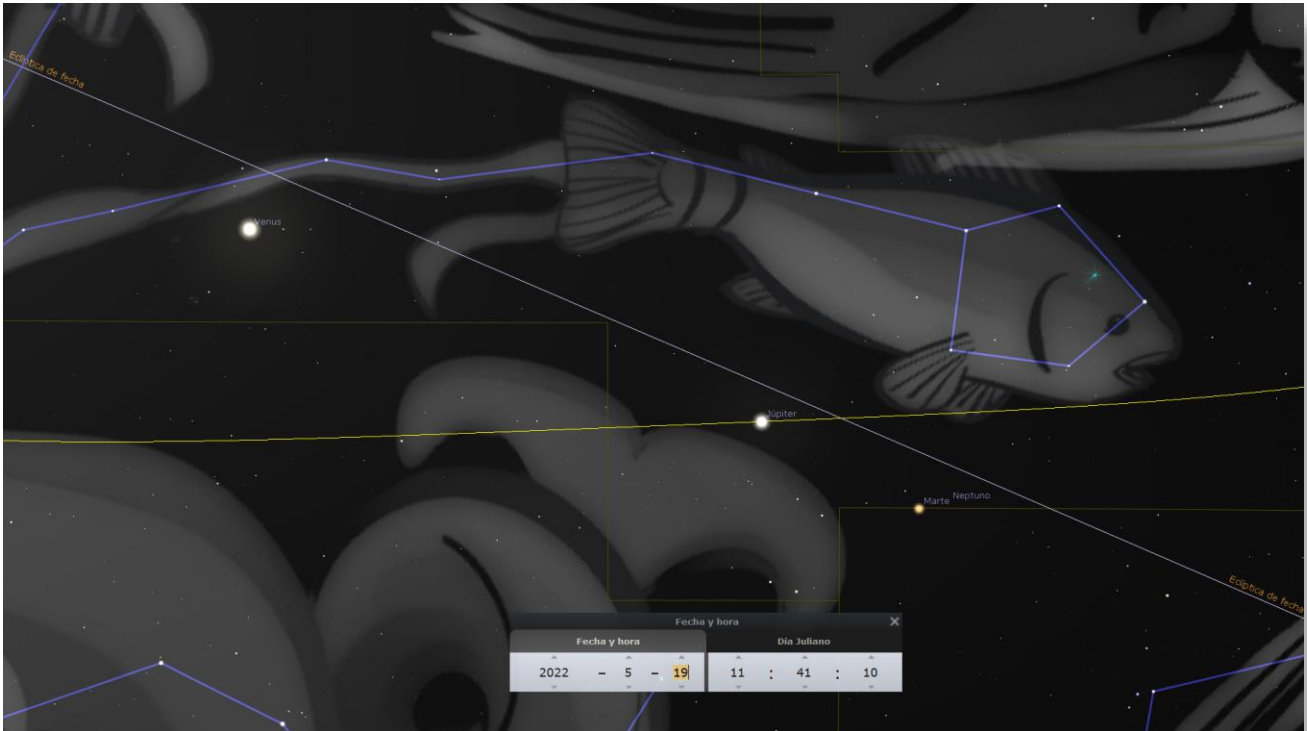 Eclíptica de fecha
Venus
Júpiter
Marte Neptuno
Eclíptica de fecha
Fecha y hora
Fecha y hora Día Juliano
2022 – 5 – 19 11 : 41 : 10